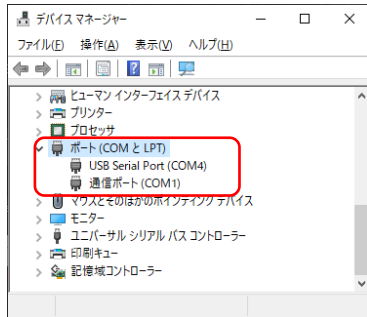 デバイス マネージャー
ファイル(F) 操作(A) 表示(V) ヘルプ(H)
ヒューマン インターフェイス デバイス
プリンター
プロセッサ
ポート (COM と LPT)
USB Serial Port (COM4)
通信ポート (COM1)
マウスとそのほかのポインティング デバイス
モニター
ユニバーサル シリアル バス コントローラー
印刷キュー
記憶域コントローラー